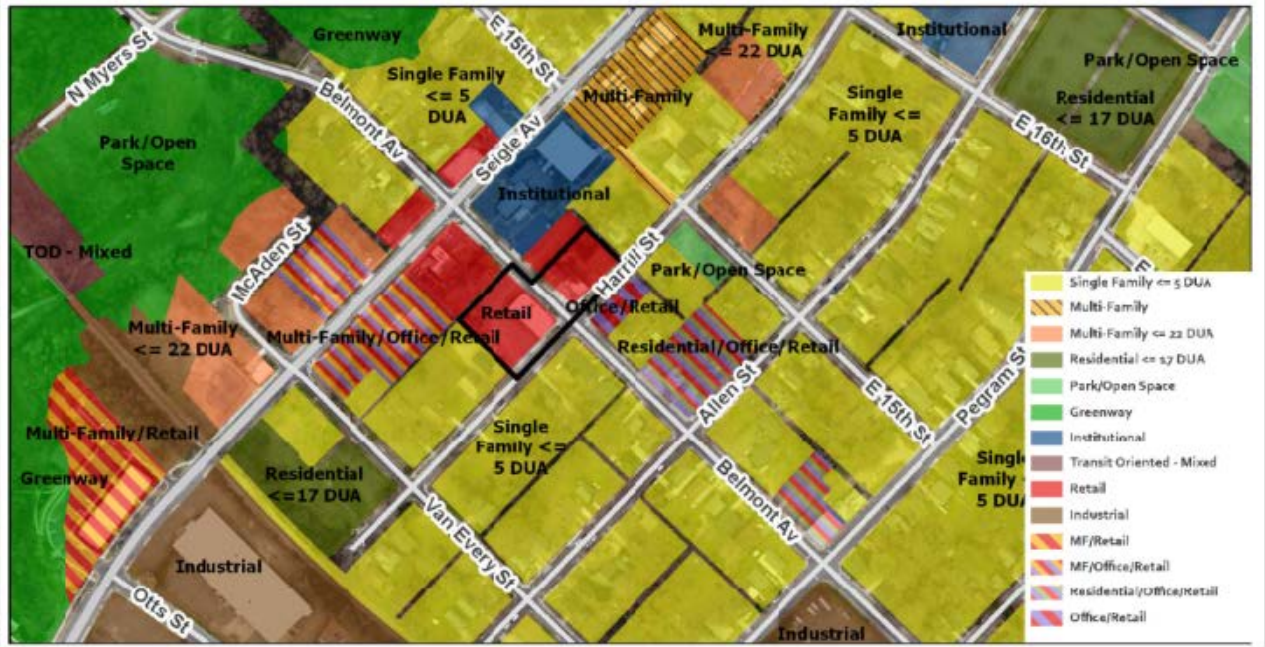 Greenway
E 15th St
Multi-Family
<= 22 DUA
Institutional
N Myers St
Park/Open Space
Single Family
<= 5
DUA
Belmont Av
Multi-Family
Single
Family <=
5 DUA
Residential
<= 17 DUA
Seigle Av
E 16th St
Park/Open
Space
Institutional
TOD - Mixed
McAden St
Harrill St
Park/Open Space
Retail
Office/Retail
Multi-Family
<= 22 DUA
Multi-Family/Office/Retail
Residential/Office/Retail
Allen St
E 15th St
Pegram St
Multi-Family/Retail
Greenway
Single
Family <=
5 DUA
Residential
<=17 DUA
Belmont Av
Van Every St
Industrial
Otts St
Industrial
Single Family <= 5 DUA
Multi-Family
Multi-Family <= 22 DUA
Residential <= 17 DUA
Park/Open Space
Greenway
Institutional
Transit Oriented - Mixed
Retail
Industrial
MF/Retail
MF/Office/Retail
Residential/Office/Retail
Office/Retail